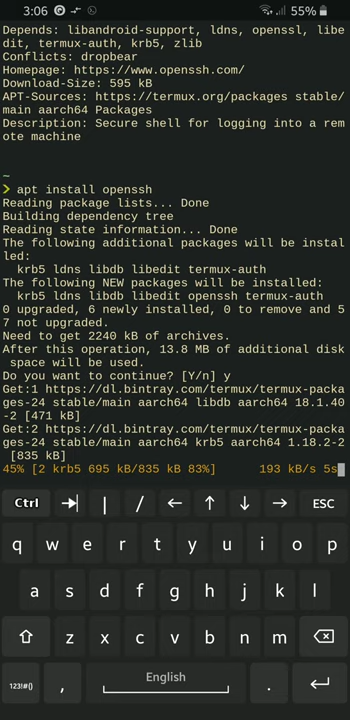 3:06 55%
Depends: libandroid-support, ldns, openssl, libe
dit, termux-auth, krb5, zlib
Conflicts: dropbear
Homepage: https://www.openssh.com/
Download-Size: 595 kB
APT-Sources: https://termux.org/packages stable/
main aarch64 Packages
Description: Secure shell for logging into a rem
ote machine
~
❯ apt install openssh
Reading package lists... Done
Building dependency tree
Reading state information... Done
The following additional packages will be instal
led:
krb5 ldns libdb libedit termux-auth
The following NEW packages will be installed:
krb5 ldns libdb libedit openssh termux-auth
0 upgraded, 6 newly installed, 0 to remove and 5
7 not upgraded.
Need to get 2240 kB of archives.
After this operation, 13.8 MB of additional disk
space will be used.
Do you want to continue? [Y/n] y
Get:1 https://dl.bintray.com/termux/termux-packa
ges-24 stable/main aarch64 libdb aarch64 18.1.40
-2 [471 kB]
Get:2 https://dl.bintray.com/termux/termux-packa
ges-24 stable/main aarch64 krb5 aarch64 1.18.2-2
[835 kB]
45% [2 krb5 695 kB/835 kB 83%] 193 kB/s 5s
Ctrl →| | / ← ↑ ↓ → ESC
q w e r t y u i o p
a s d f g h j k l
z x c v b n m
123!#() , English .